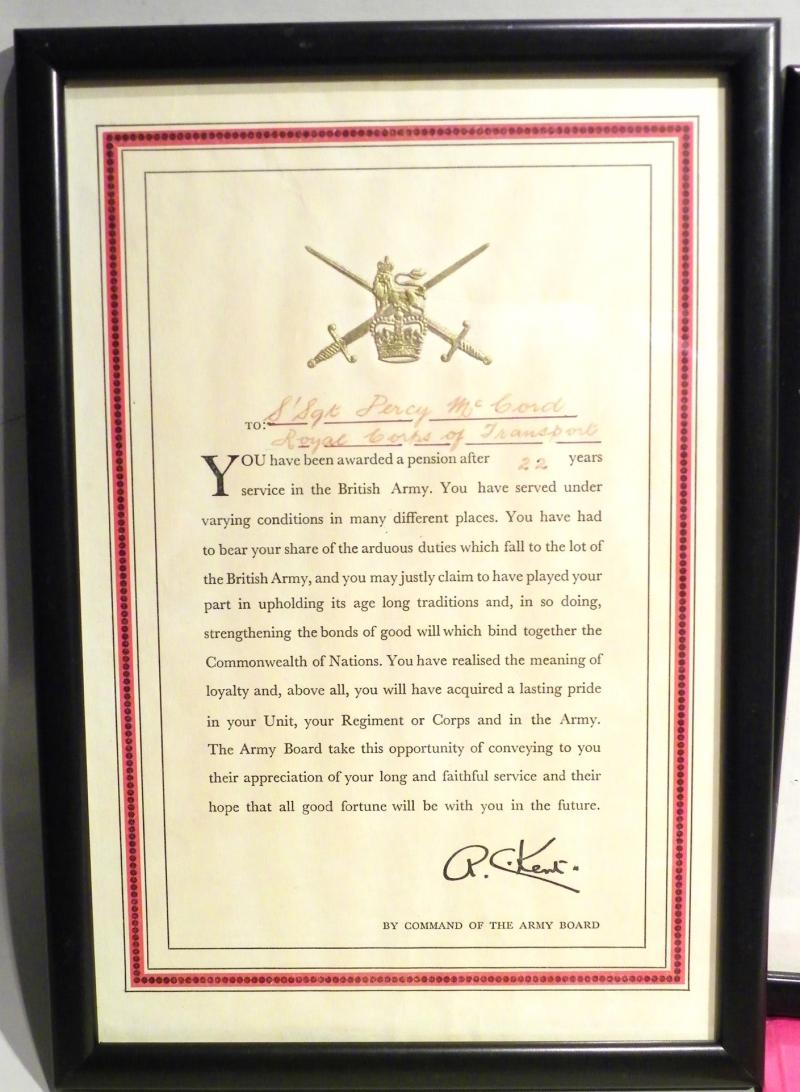 TO: S'Sgt Percy Mc Cord
Royal Corps of Transport
YOU have been awarded a pension after 22 years
service in the British Army. You have served under
varying conditions in many different places. You have had
to bear your share of the arduous duties which fall to the lot of
the British Army, and you may justly claim to have played your
part in upholding its age long traditions and, in so doing,
strengthening the bonds of good will which bind together the
Commonwealth of Nations. You have realised the meaning of
loyalty and, above all, you will have acquired a lasting pride
in your Unit, your Regiment or Corps and in the Army.
The Army Board take this opportunity of conveying to you
their appreciation of your long and faithful service and their
hope that all good fortune will be with you in the future.
R. C. Kent.
BY COMMAND OF THE ARMY BOARD